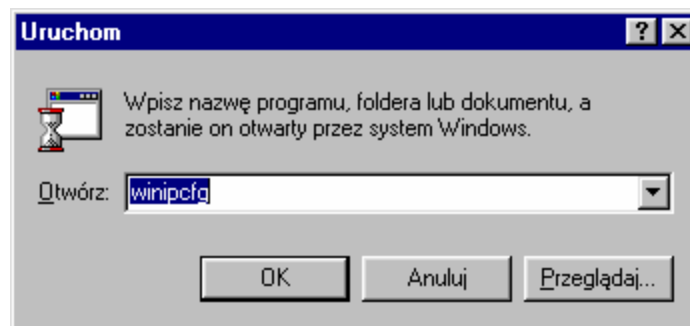 Uruchom
Wpisz nazwę programu, foldera lub dokumentu, a
zostanie on otwarty przez system Windows.
Otwórz: winipcfg
OK Anuluj Przeglądaj...